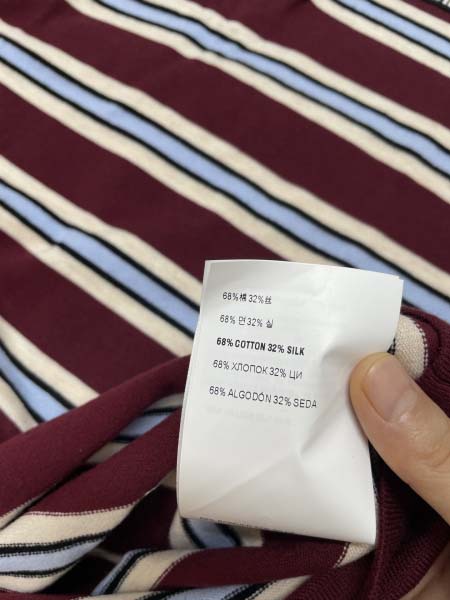 68%棉 32%丝
68% 면 32% 실
68% COTTON 32% SILK
68% ХЛОПОК 32% ЦИ
68% ALGODÓN 32% SEDA